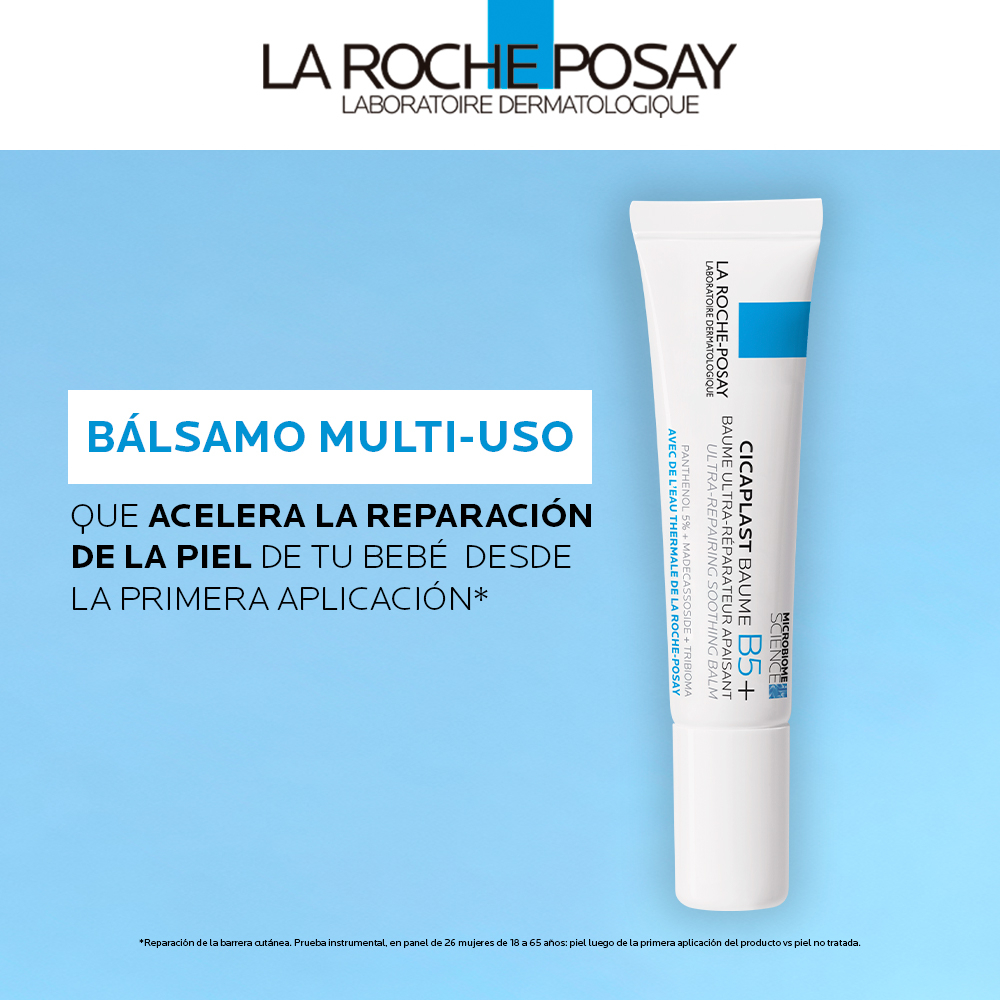 LA ROCHE POSAY
LABORATOIRE DERMATOLOGIQUE
BÁLSAMO MULTI-USO
QUE ACELERA LA REPARACIÓN
DE LA PIEL DE TU BEBÉ DESDE
LA PRIMERA APLICACIÓN*
LA ROCHE-POSAY
LABORATOIRE DERMATOLOGIQUE
CICAPLAST BAUME B5+
BAUME ULTRA-RÉPARATEUR APAISANT
ULTRA-REPAIRING SOOTHING BALM
PANTHENOL 5% + MADECASSOSIDE + TRIBIOMA
AVEC DE L'EAU THERMALE DE LA ROCHE-POSAY
MICROBIOME
SCIENCE
*Reparación de la barrera cutánea. Prueba instrumental, en panel de 26 mujeres de 18 a 65 años: piel luego de la primera aplicación del producto vs piel no tratada.